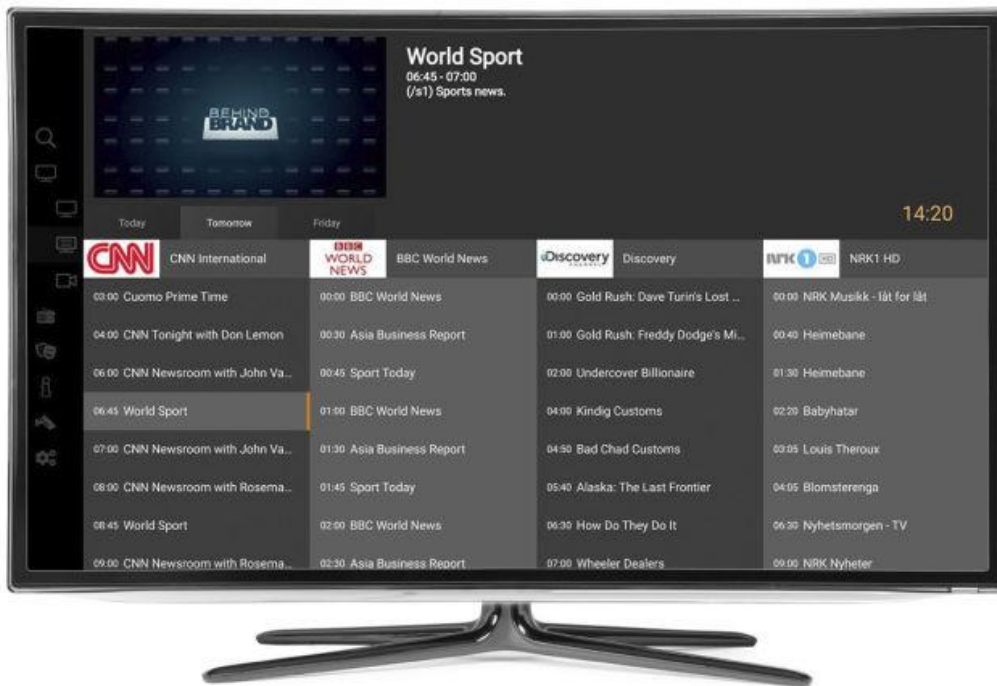 World Sport
06:45 - 07:00
(/s1) Sports news.
BEHIND
BRAND
14:20
Today
Tomorrow
Friday
CNN
CNN International
BBC
WORLD
NEWS
BBC World News
Discovery
CHANNEL
Discovery
NRK 1 HD
NRK1 HD
03:00 Cuomo Prime Time
04:00 CNN Tonight with Don Lemon
06:00 CNN Newsroom with John Va...
06:45 World Sport
07:00 CNN Newsroom with John Va...
08:00 CNN Newsroom with Rosema...
08:45 World Sport
09:00 CNN Newsroom with Rosema...
00:00 BBC World News
00:30 Asia Business Report
00:45 Sport Today
01:00 BBC World News
01:30 Asia Business Report
01:45 Sport Today
02:00 BBC World News
02:30 Asia Business Report
00:00 Gold Rush: Dave Turin's Lost ...
01:00 Gold Rush: Freddy Dodge's Mi...
02:00 Undercover Billionaire
04:00 Kindig Customs
04:50 Bad Chad Customs
05:40 Alaska: The Last Frontier
06:30 How Do They Do It
07:00 Wheeler Dealers
00:00 NRK Musikk - låt for låt
00:40 Heimebane
01:30 Heimebane
02:20 Babyhatar
03:05 Louis Theroux
04:05 Blomsterenga
06:30 Nyhetsmorgen - TV
09:00 NRK Nyheter